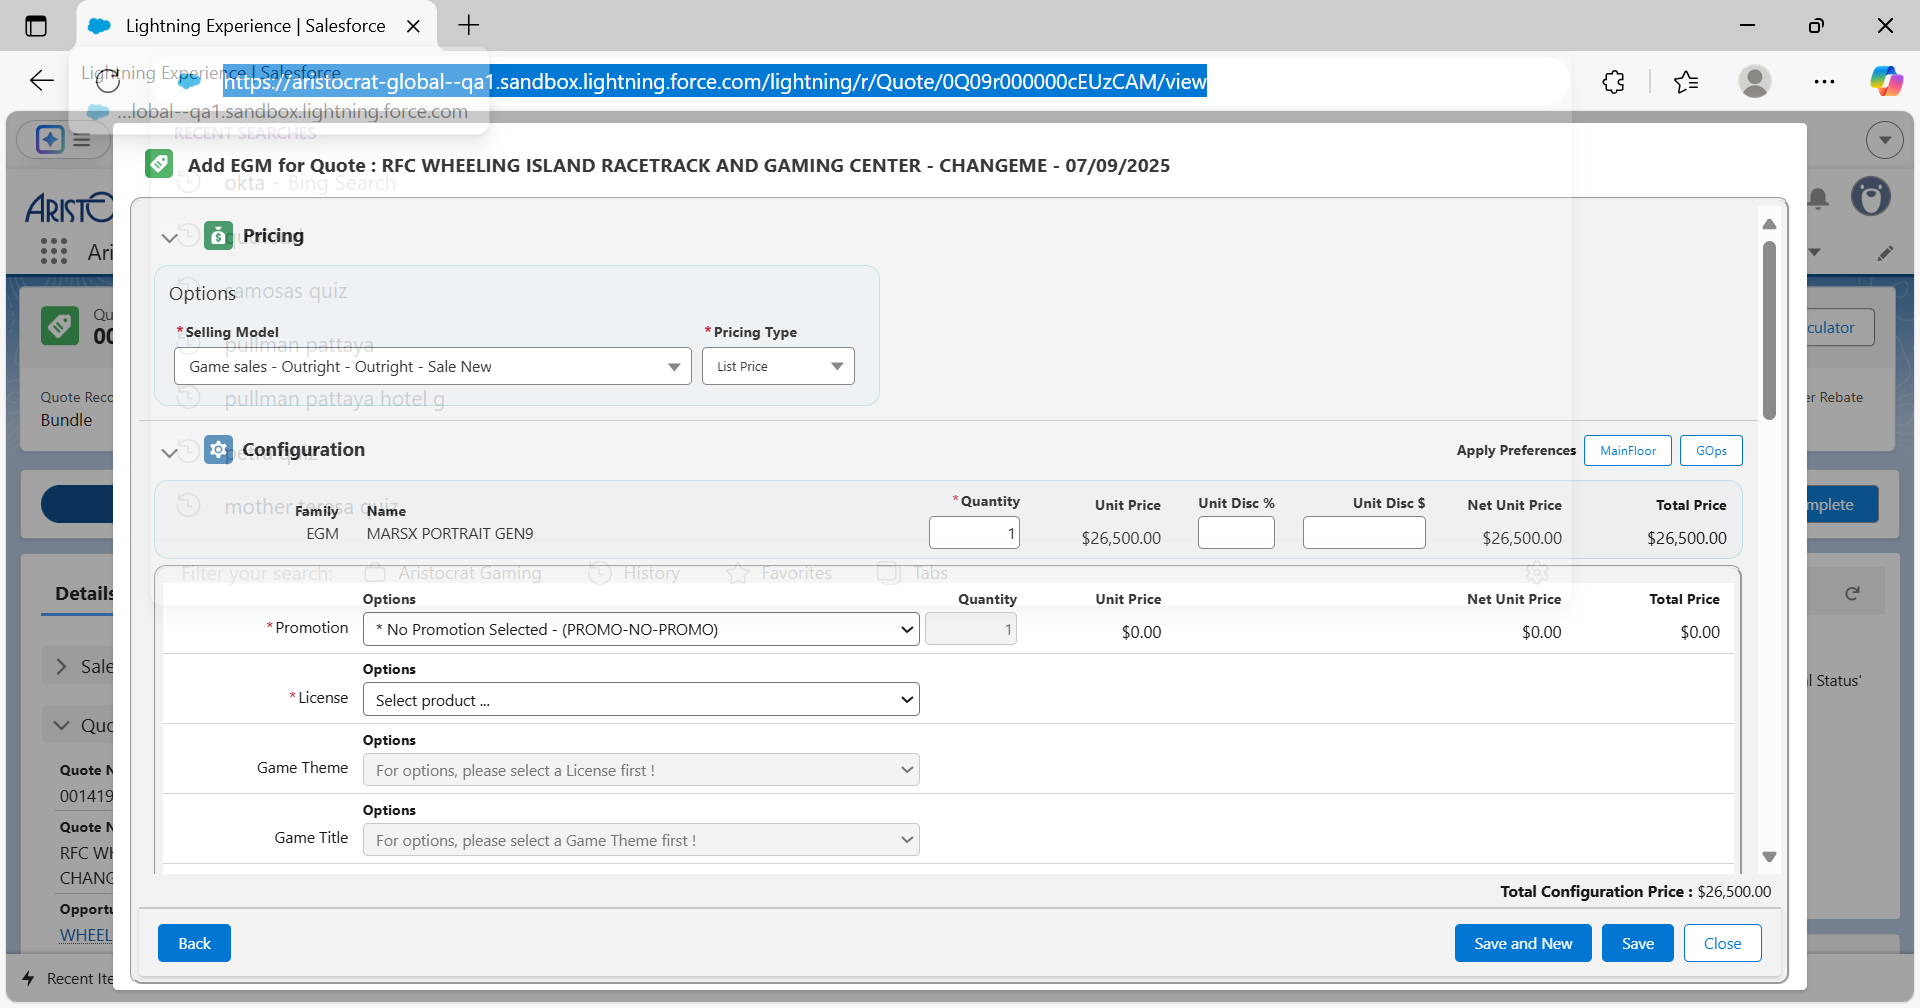 Lightning Experience | Salesforce
https://aristocrat-global--qa1.sandbox.lightning.force.com/lightning/r/Quote/0Q09r000000cEUzCAM/view
Lightning Experience | Salesforce
...lobal--qa1.sandbox.lightning.force.com
RECENT SEARCHES
Add EGM for Quote : RFC WHEELING ISLAND RACETRACK AND GAMING CENTER - CHANGEME - 07/09/2025
okta - Bing Search
Pricing
Options
samosas quiz
*Selling Model
*Pricing Type
pullman pattaya
Game sales - Outright - Outright - Sale New
List Price
pullman pattaya hotel g
culator
Quote Reco
Bundle
er Rebate
Configuration
Apply Preferences
MainFloor
GOps
mother teresa quiz
Family
Name
*Quantity
Unit Price
Unit Disc %
Unit Disc $
Net Unit Price
Total Price
EGM
MARSX PORTRAIT GEN9
1
$26,500.00
$26,500.00
$26,500.00
mplete
Filter your search:
Aristocrat Gaming
History
Favorites
Tabs
Details
Options
Quantity
Unit Price
Net Unit Price
Total Price
*Promotion
* No Promotion Selected - (PROMO-NO-PROMO)
1
$0.00
$0.00
$0.00
Options
*License
Select product ...
Sale
l Status'
Options
Game Theme
For options, please select a License first !
Quo
Quote N
001419
Options
Game Title
For options, please select a Game Theme first !
Quote N
RFC WH
CHANG
Total Configuration Price : $26,500.00
Opportu
WHEEL
Back
Save and New
Save
Close
Recent Ite